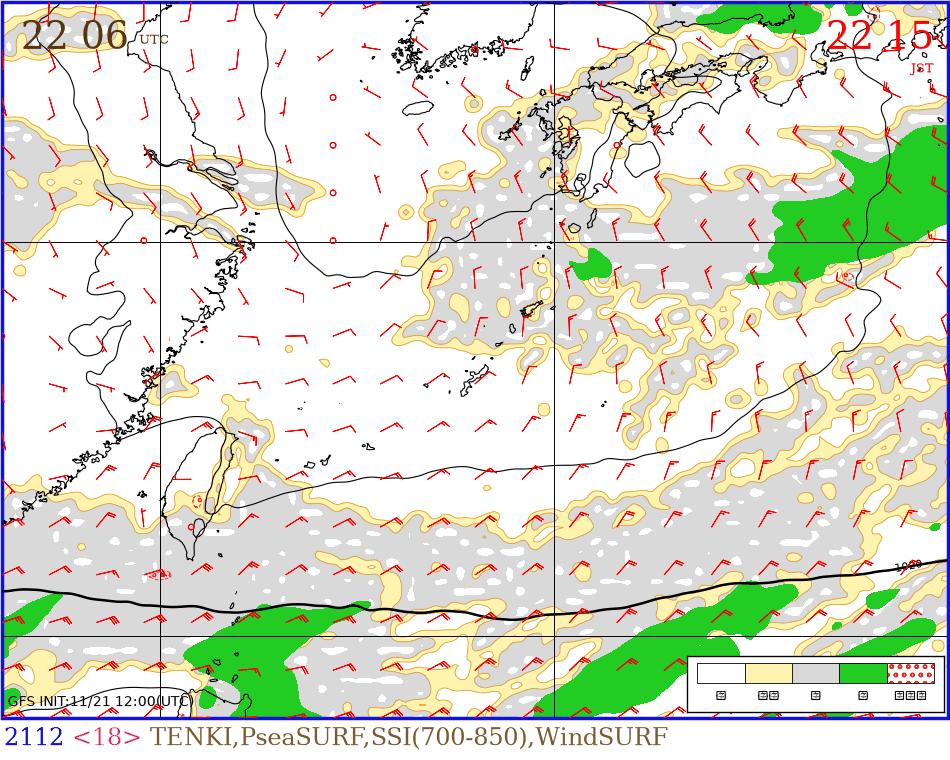 22 06 UTC
22 15
JST
1020
GFS INIT:11/21 12:00(UTC)
2112 <18> TENKI,PseaSURF,SSI(700-850),WindSURF